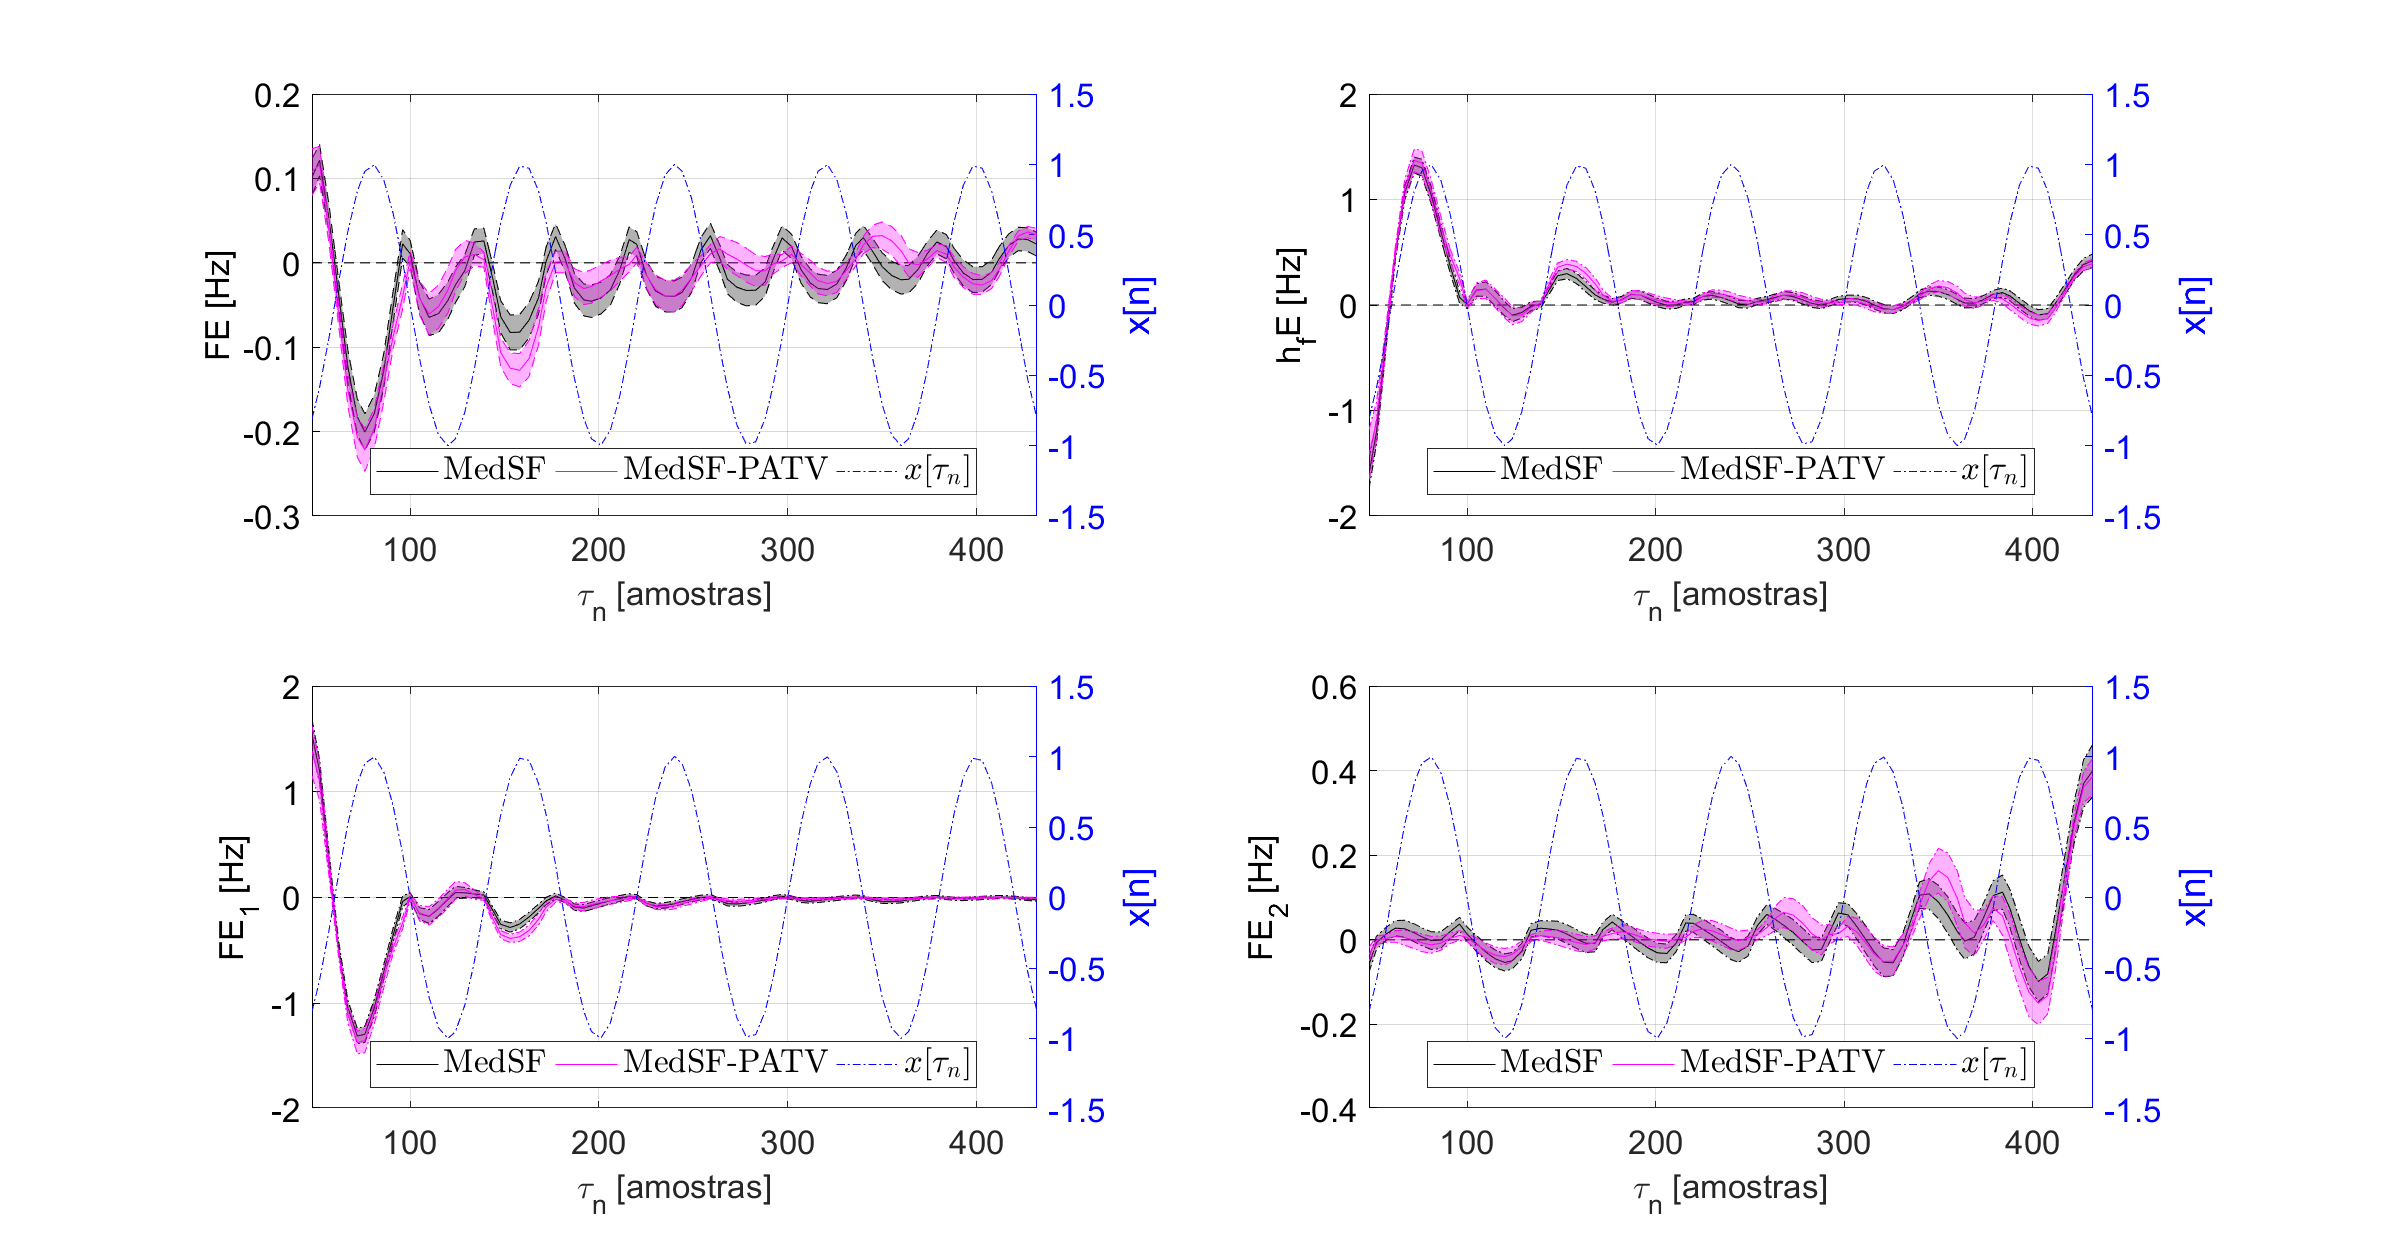 0.2
0.1
0
-0.1
-0.2
-0.3
FE [Hz]
1.5
1
0.5
0
-0.5
-1
-1.5
x[n]
MedSF MedSF-PATV x[τn]
100 200 300 400
τn [amostras]
2
1
0
-1
-2
hfE [Hz]
1.5
1
0.5
0
-0.5
-1
-1.5
x[n]
MedSF MedSF-PATV x[τn]
100 200 300 400
τn [amostras]
2
1
0
-1
-2
FE1 [Hz]
1.5
1
0.5
0
-0.5
-1
-1.5
x[n]
MedSF MedSF-PATV x[τn]
100 200 300 400
τn [amostras]
0.6
0.4
0.2
0
-0.2
-0.4
FE2 [Hz]
1.5
1
0.5
0
-0.5
-1
-1.5
x[n]
MedSF MedSF-PATV x[τn]
100 200 300 400
τn [amostras]